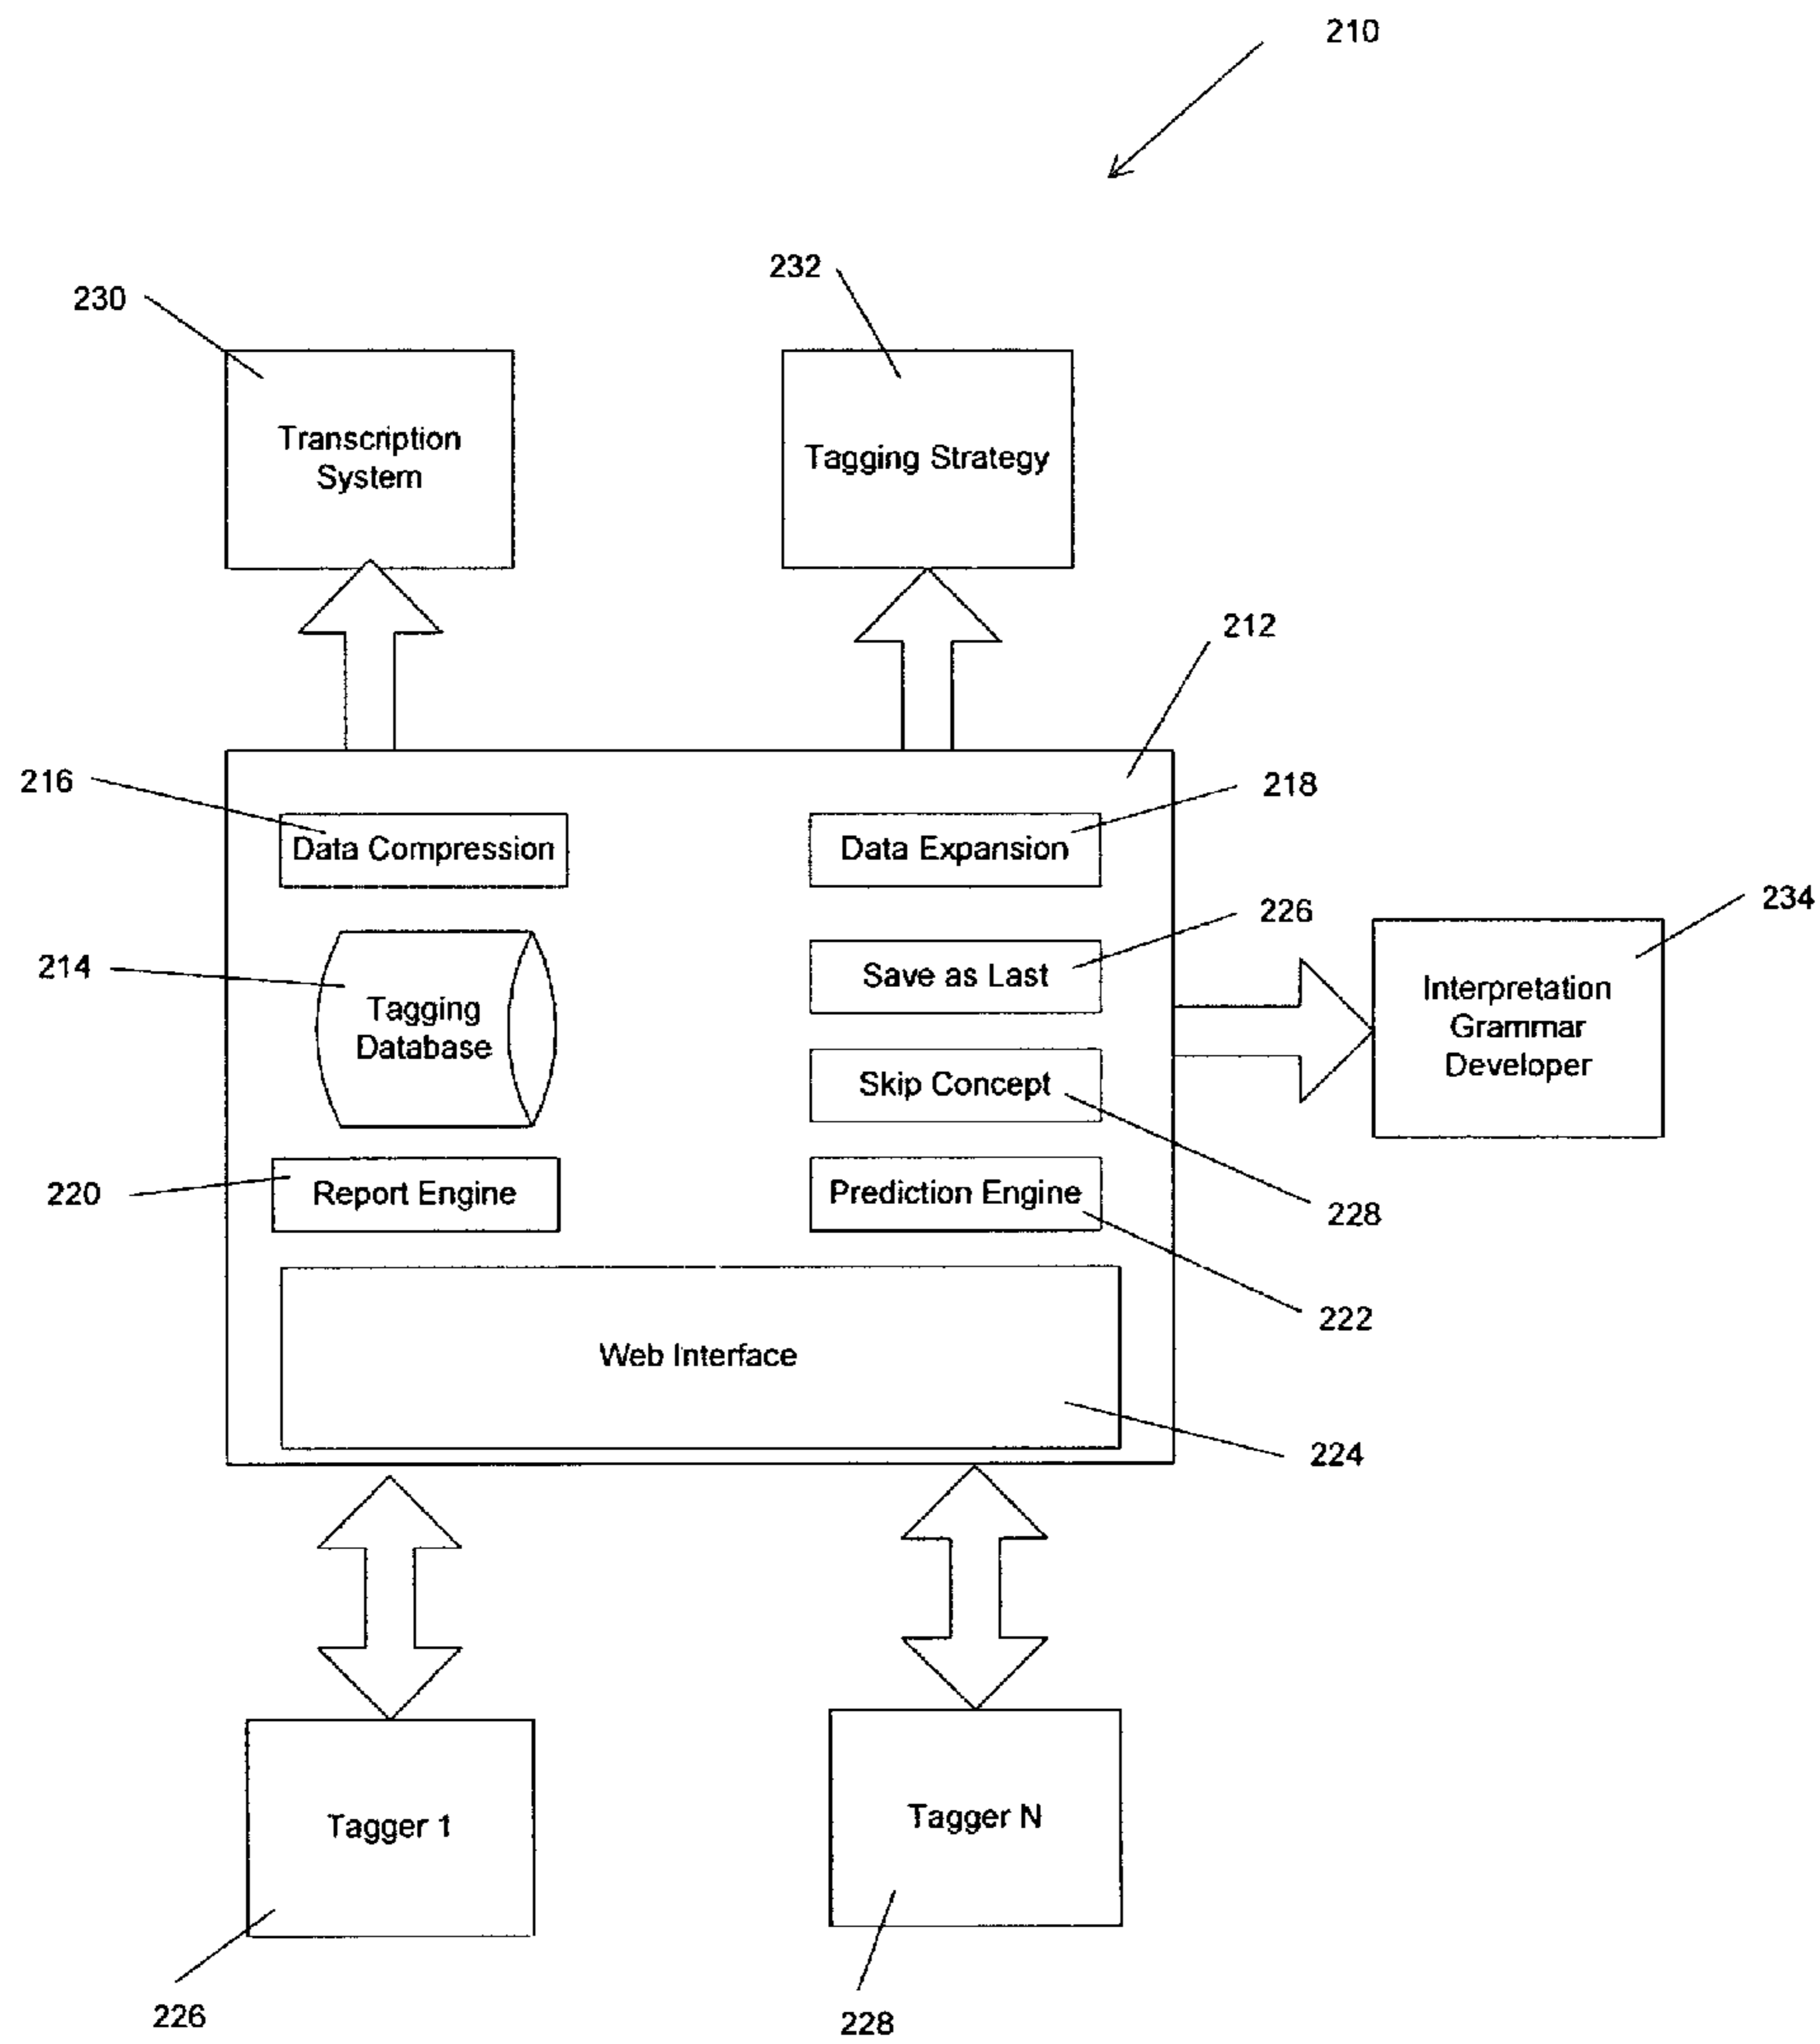 210
232
230
Transcription
System
Tagging Strategy
212
216
218
Data Compression
Data Expansion
234
226
214
Save as Last
Interpretation
Grammar
Developer
Tagging
Database
Skip Concept
220
Report Engine
Prediction Engine
228
222
Web Interface
224
Tagger 1
Tagger N
226
228